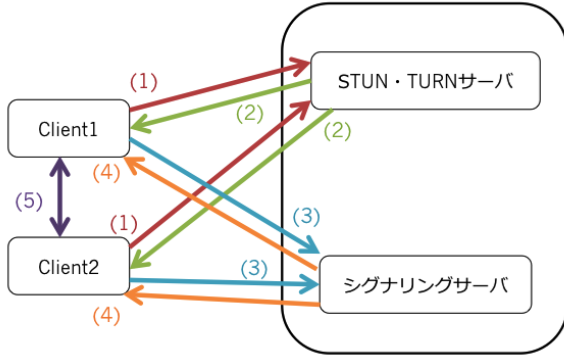 (1)
STUN・TURNサーバ
(2)
Client1
(2)
(4)
(5)
(3)
(1)
Client2
(3)
シグナリングサーバ
(4)